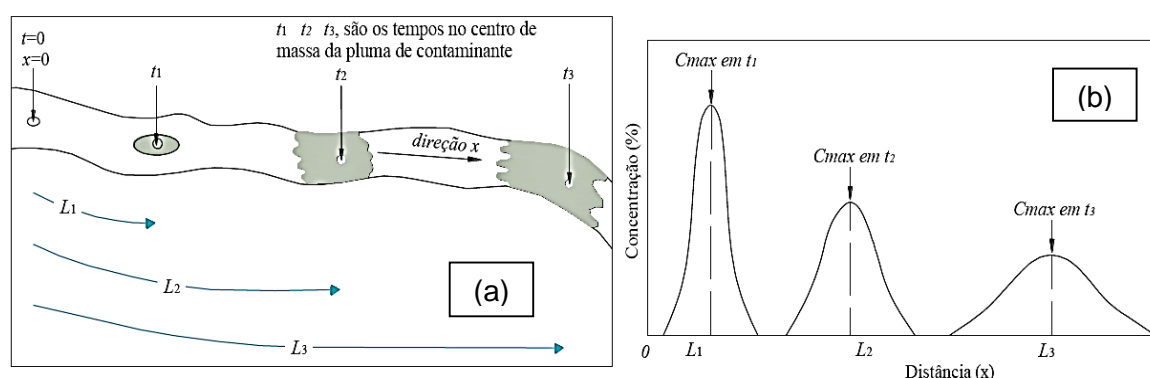 t=0
x=0
t1 t2 t3, são os tempos no centro de
massa da pluma de contaminante
t1
t2
t3
direção x
L1
L2
L3
(a)
Concentração (%)
Cmax em t1
Cmax em t2
Cmax em t3
(b)
0
L1
L2
L3
Distância (x)